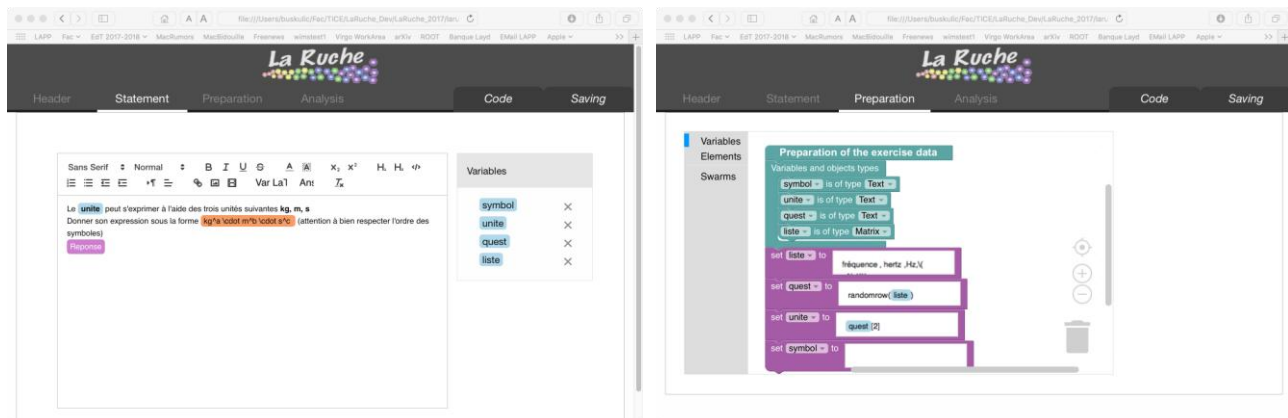 file:///Users/buskulic/Fac/TICE/LaRuche_Dev/LaRuche_2017/lan
LAPP Fac EdT 2017-2018 MacRumors MacBidouille Freenews wimstest1 Virgo WorkArea arXiv ROOT Banque Layd EMail LAPP Apple >> +
La Ruche
Header Statement Preparation Analysis Code Saving
Sans Serif Normal B I U S A A X₂ X² H₁ H₂ </>
Var LaT Ans Tx
Le unite peut s'exprimer à l'aide des trois unités suivantes kg, m, s
Donner son expression sous la forme kg^a \cdot m^b \cdot s^c (attention à bien respecter l'ordre des
symboles)
Reponse
Variables
symbol ×
unite ×
quest ×
liste ×
file:///Users/buskulic/Fac/TICE/LaRuche_Dev/LaRuche_2017/lan
LAPP Fac EdT 2017-2018 MacRumors MacBidouille Freenews wimstest1 Virgo WorkArea arXiv ROOT Banque Layd EMail LAPP Apple >> +
La Ruche
Header Statement Preparation Analysis Code Saving
Variables
Elements
Swarms
Preparation of the exercise data
Variables and objects types
symbol is of type Text
unite is of type Text
quest is of type Text
liste is of type Matrix
set liste to fréquence , hertz ,Hz,\(
set quest to randomrow( liste )
set unite to quest [2]
set symbol to